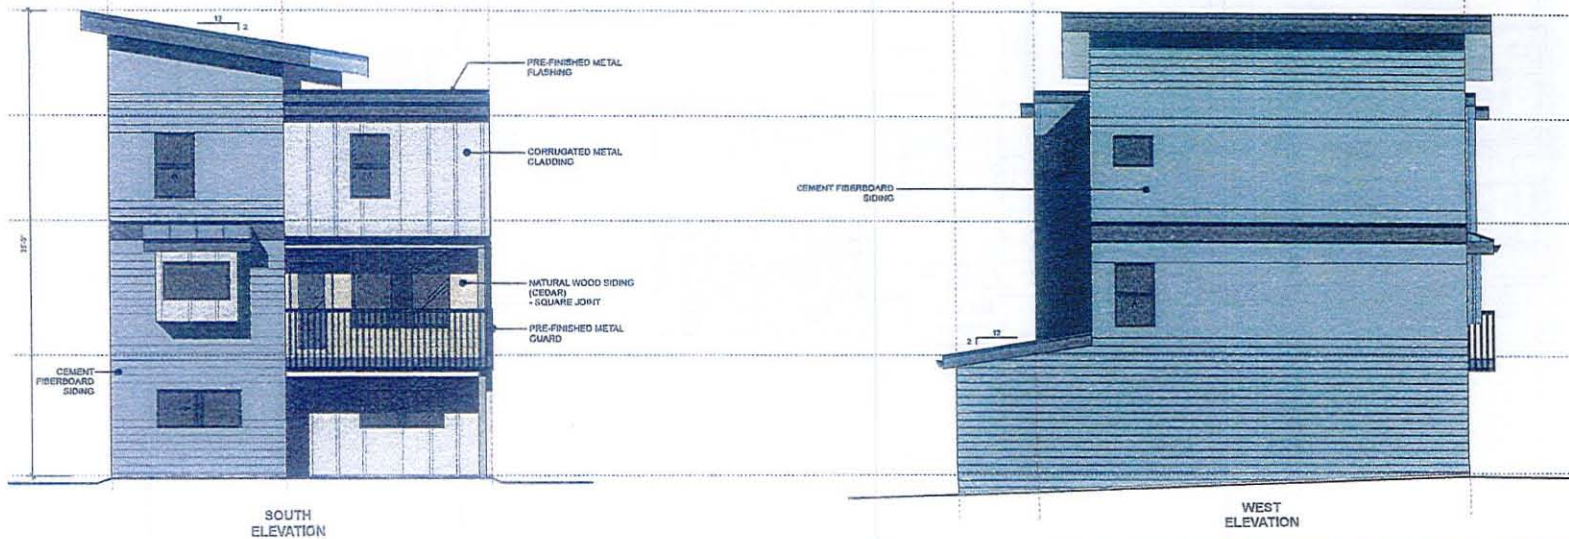 12
2
PRE-FINISHED METAL
FLASHING
CORRUGATED METAL
CLADDING
NATURAL WOOD SIDING
(CEDAR)
- SQUARE JOINT
PRE-FINISHED METAL
GUARD
CEMENT
FIBERBOARD
SIDING
SOUTH
ELEVATION
CEMENT FIBERBOARD
SIDING
12
2
WEST
ELEVATION